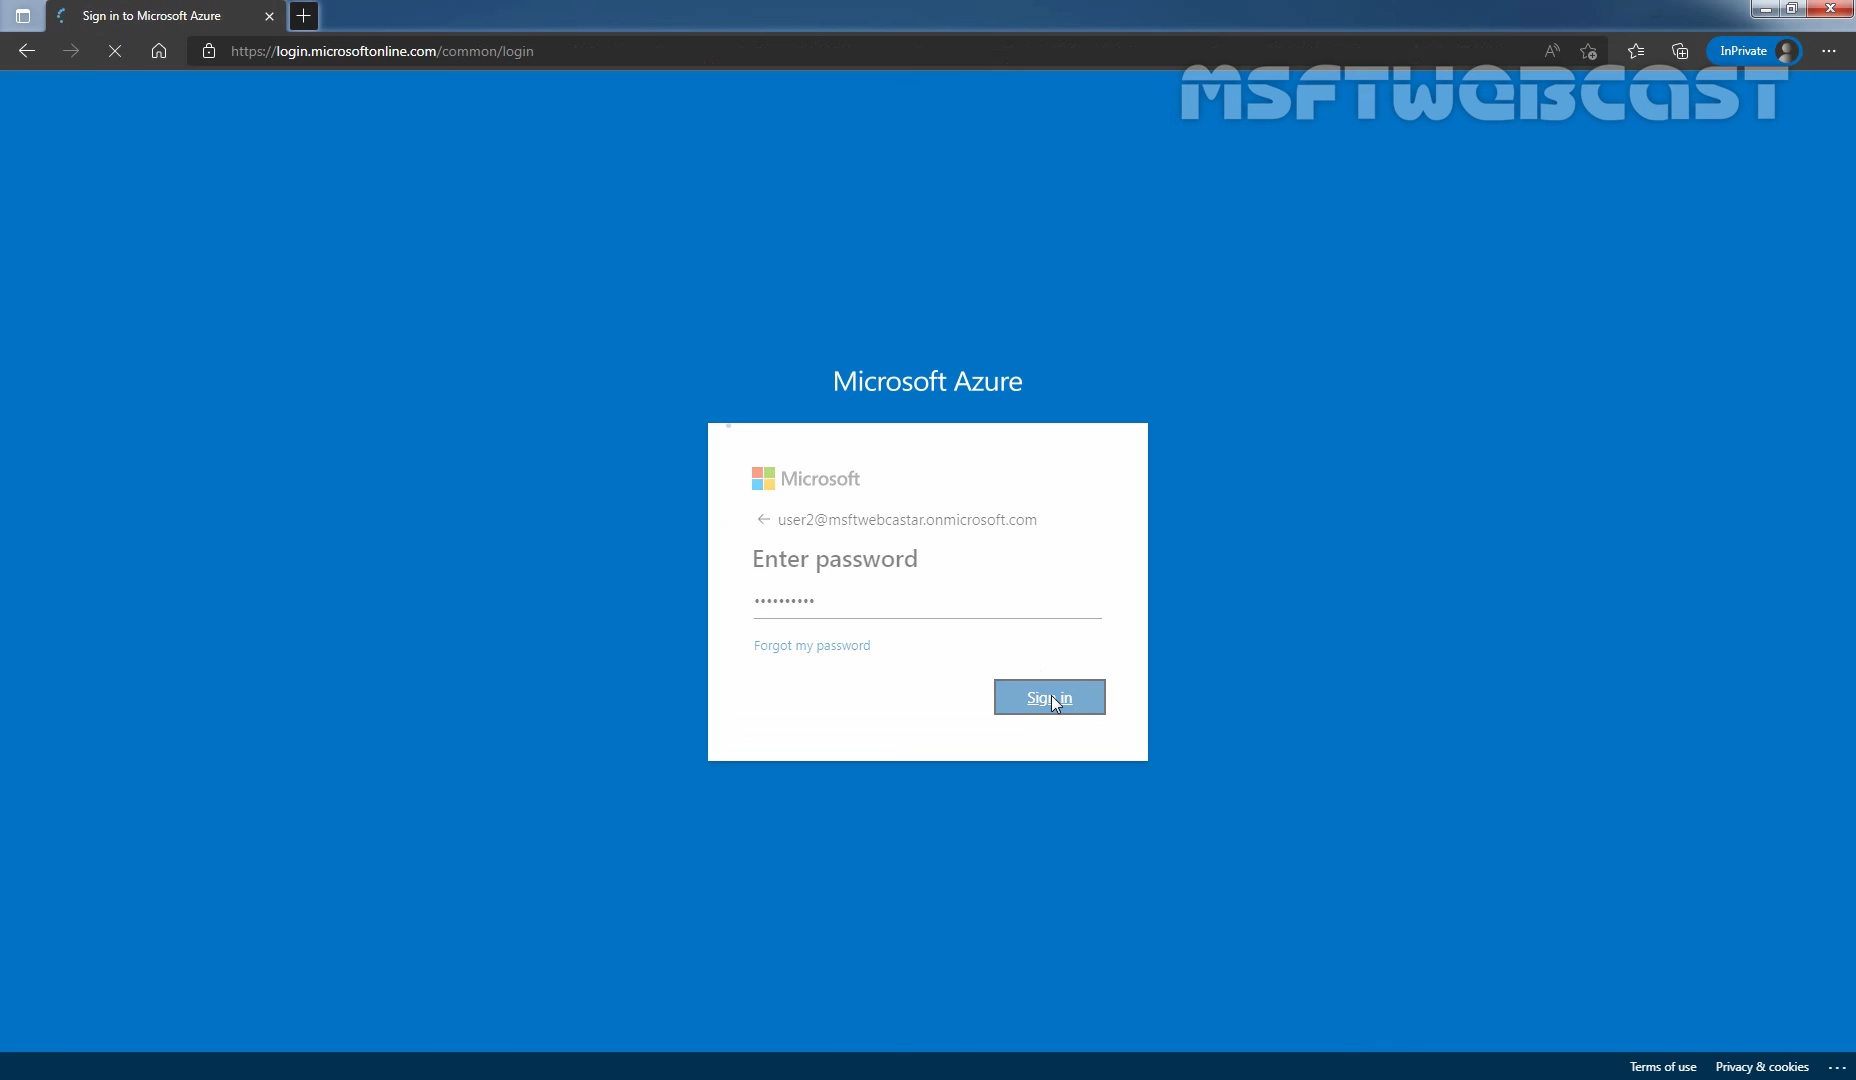 Sign in to Microsoft Azure
https://login.microsoftonline.com/common/login
InPrivate
MSFTWEBCAST
Microsoft Azure
Microsoft
user2@msftwebcastar.onmicrosoft.com
Enter password
••••••••••
Forgot my password
Sign in
Terms of use Privacy & cookies ...